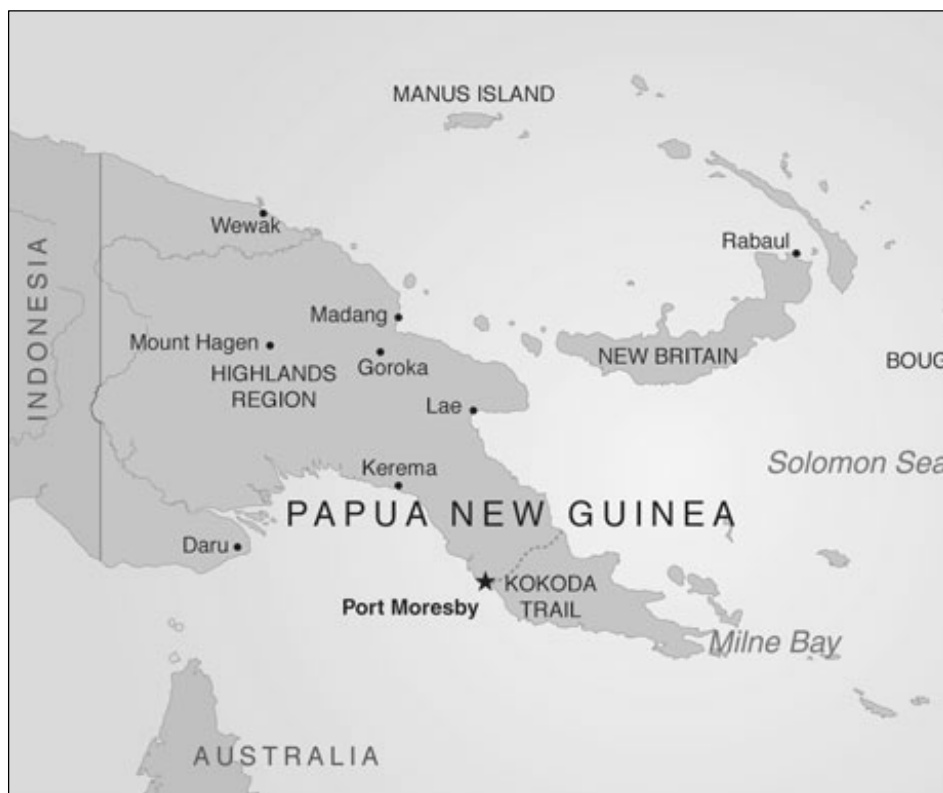 MANUS ISLAND
Wewak
Rabaul
INDONESIA
Madang
Mount Hagen
Goroka
NEW BRITAIN
BOUG
HIGHLANDS
REGION
Lae
Kerema
Solomon Sea
PAPUA NEW GUINEA
Daru
KOKODA
TRAIL
Port Moresby
Milne Bay
AUSTRALIA